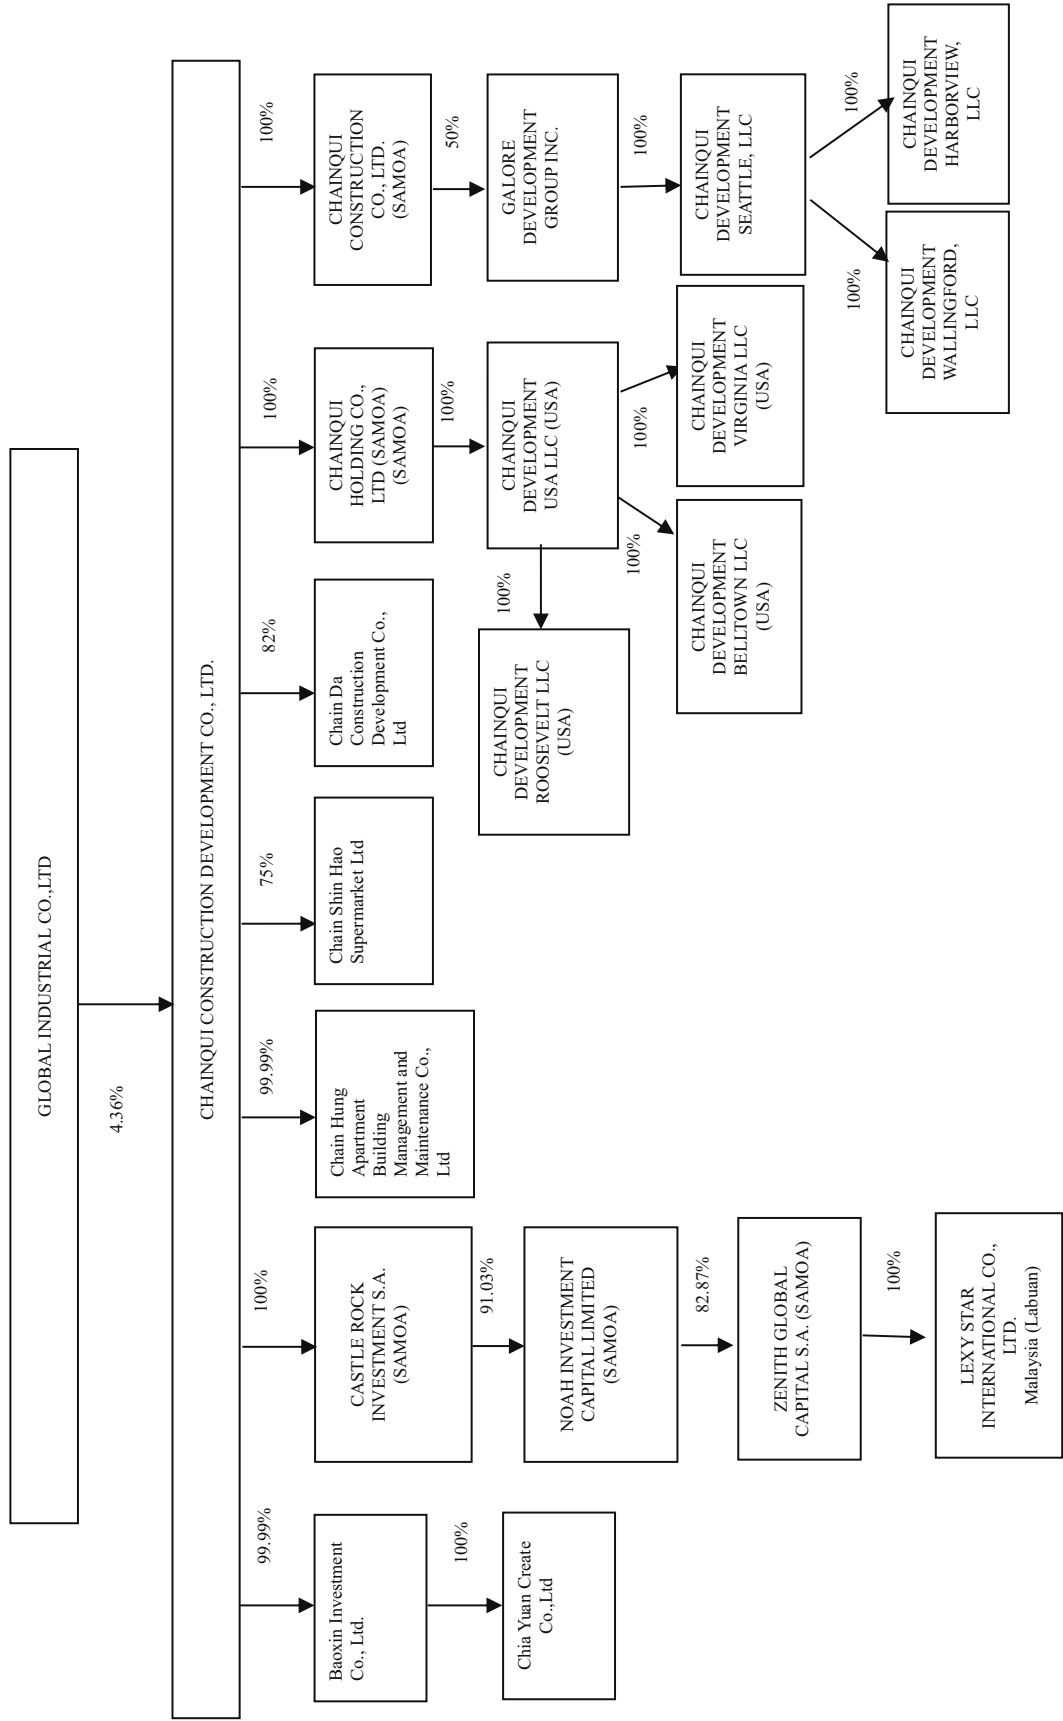 GLOBAL INDUSTRIAL CO.,LTD
4.36%
CHAINQUI CONSTRUCTION DEVELOPMENT CO., LTD.
99.99%
Baoxin Investment
Co., Ltd.
100%
Chia Yuan Create
Co.,Ltd
100%
CASTLE ROCK
INVESTMENT S.A.
(SAMOA)
91.03%
NOAH INVESTMENT
CAPITAL LIMITED
(SAMOA)
82.87%
ZENITH GLOBAL
CAPITAL S.A. (SAMOA)
100%
LEXY STAR
INTERNATIONAL CO.,
LTD.
Malaysia (Labuan)
99.99%
Chain Hung
Apartment
Building
Management and
Maintenance Co.,
Ltd
75%
Chain Shin Hao
Supermarket Ltd
82%
Chain Da
Construction
Development Co.,
Ltd
100%
CHAINQUI
HOLDING CO.,
LTD (SAMOA)
(SAMOA)
100%
CHAINQUI
DEVELOPMENT
USA LLC (USA)
100%
CHAINQUI
DEVELOPMENT
ROOSEVELT LLC
(USA)
100%
CHAINQUI
DEVELOPMENT
BELLTOWN LLC
(USA)
100%
CHAINQUI
DEVELOPMENT
VIRGINIA LLC
(USA)
100%
CHAINQUI
CONSTRUCTION
CO., LTD.
(SAMOA)
50%
GALORE
DEVELOPMENT
GROUP INC.
100%
CHAINQUI
DEVELOPMENT
SEATTLE, LLC
100%
CHAINQUI
DEVELOPMENT
WALLINGFORD,
LLC
100%
CHAINQUI
DEVELOPMENT
HARBORVIEW,
LLC